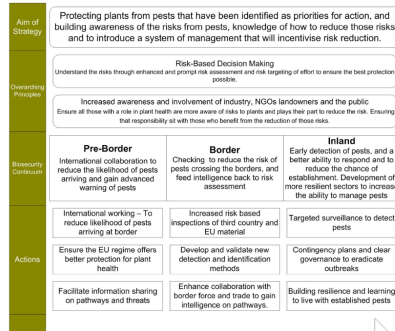 Aim of
Strategy
Protecting plants from pests that have been identified as priorities for action, and
building awareness of the risks from pests, knowledge of how to reduce those risks
and to introduce a system of management that will incentivise risk reduction.
Overarching
Principles
Risk-Based Decision Making
Understand the risks through enhanced and prompt risk assessment and risk targeting of effort to ensure the best protection
possible.
Increased awareness and involvement of industry, NGOs landowners and the public
Ensure all those with a role in plant health are more aware of risks to plants and plays their part to reduce the risk. Ensuring
that responsibility sit with those who benefit from the reduction of those risks.
Biosecurity
Continuum
Pre-Border
International collaboration to
reduce the likelihood of pests
arriving and gain advanced
warning of pests
Border
Checking to reduce the risk of
pests crossing the borders, and
feed intelligence back to risk
assessment
Inland
Early detection of pests, and a
better ability to respond and to
reduce the chance of
establishment. Development of
more resilient sectors to increase
the ability to manage pests
Actions
International working – To
reduce likelihood of pests
arriving at border
Increased risk based
inspections of third country and
EU material
Targeted surveillance to detect
pests
Ensure the EU regime offers
better protection for plant
health
Develop and validate new
detection and identification
methods
Contingency plans and clear
governance to eradicate
outbreaks
Facilitate information sharing
on pathways and threats
Enhance collaboration with
border force and trade to gain
intelligence on pathways.
Building resilience and learning
to live with established pests